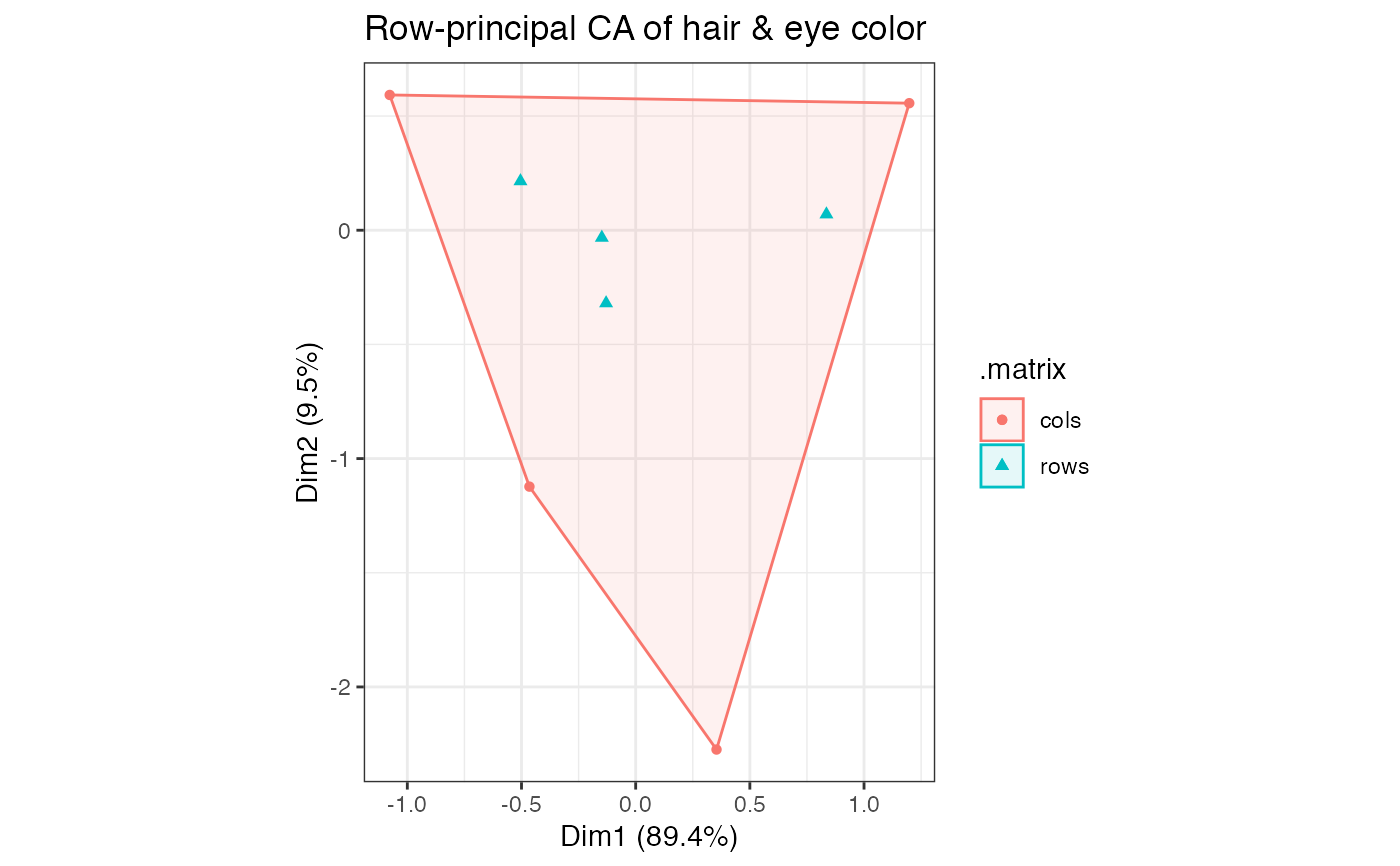 Row-principal CA of hair & eye color
Dim2 (9.5%)
0
-1
-2
-1.0 -0.5 0.0 0.5 1.0
Dim1 (89.4%)
.matrix
cols
rows